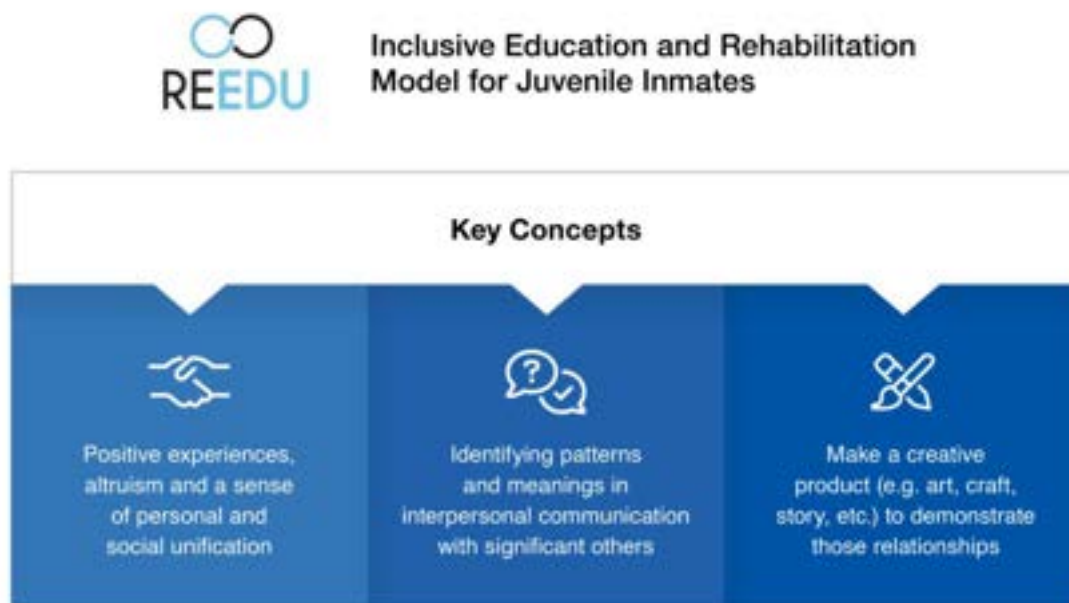 REEDU
Inclusive Education and Rehabilitation
Model for Juvenile Inmates
Key Concepts
?
Positive experiences,
altruism and a sense
of personal and
social unification
Identifying patterns
and meanings in
interpersonal communication
with significant others
Make a creative
product (e.g. art, craft,
story, etc.) to demonstrate
those relationships